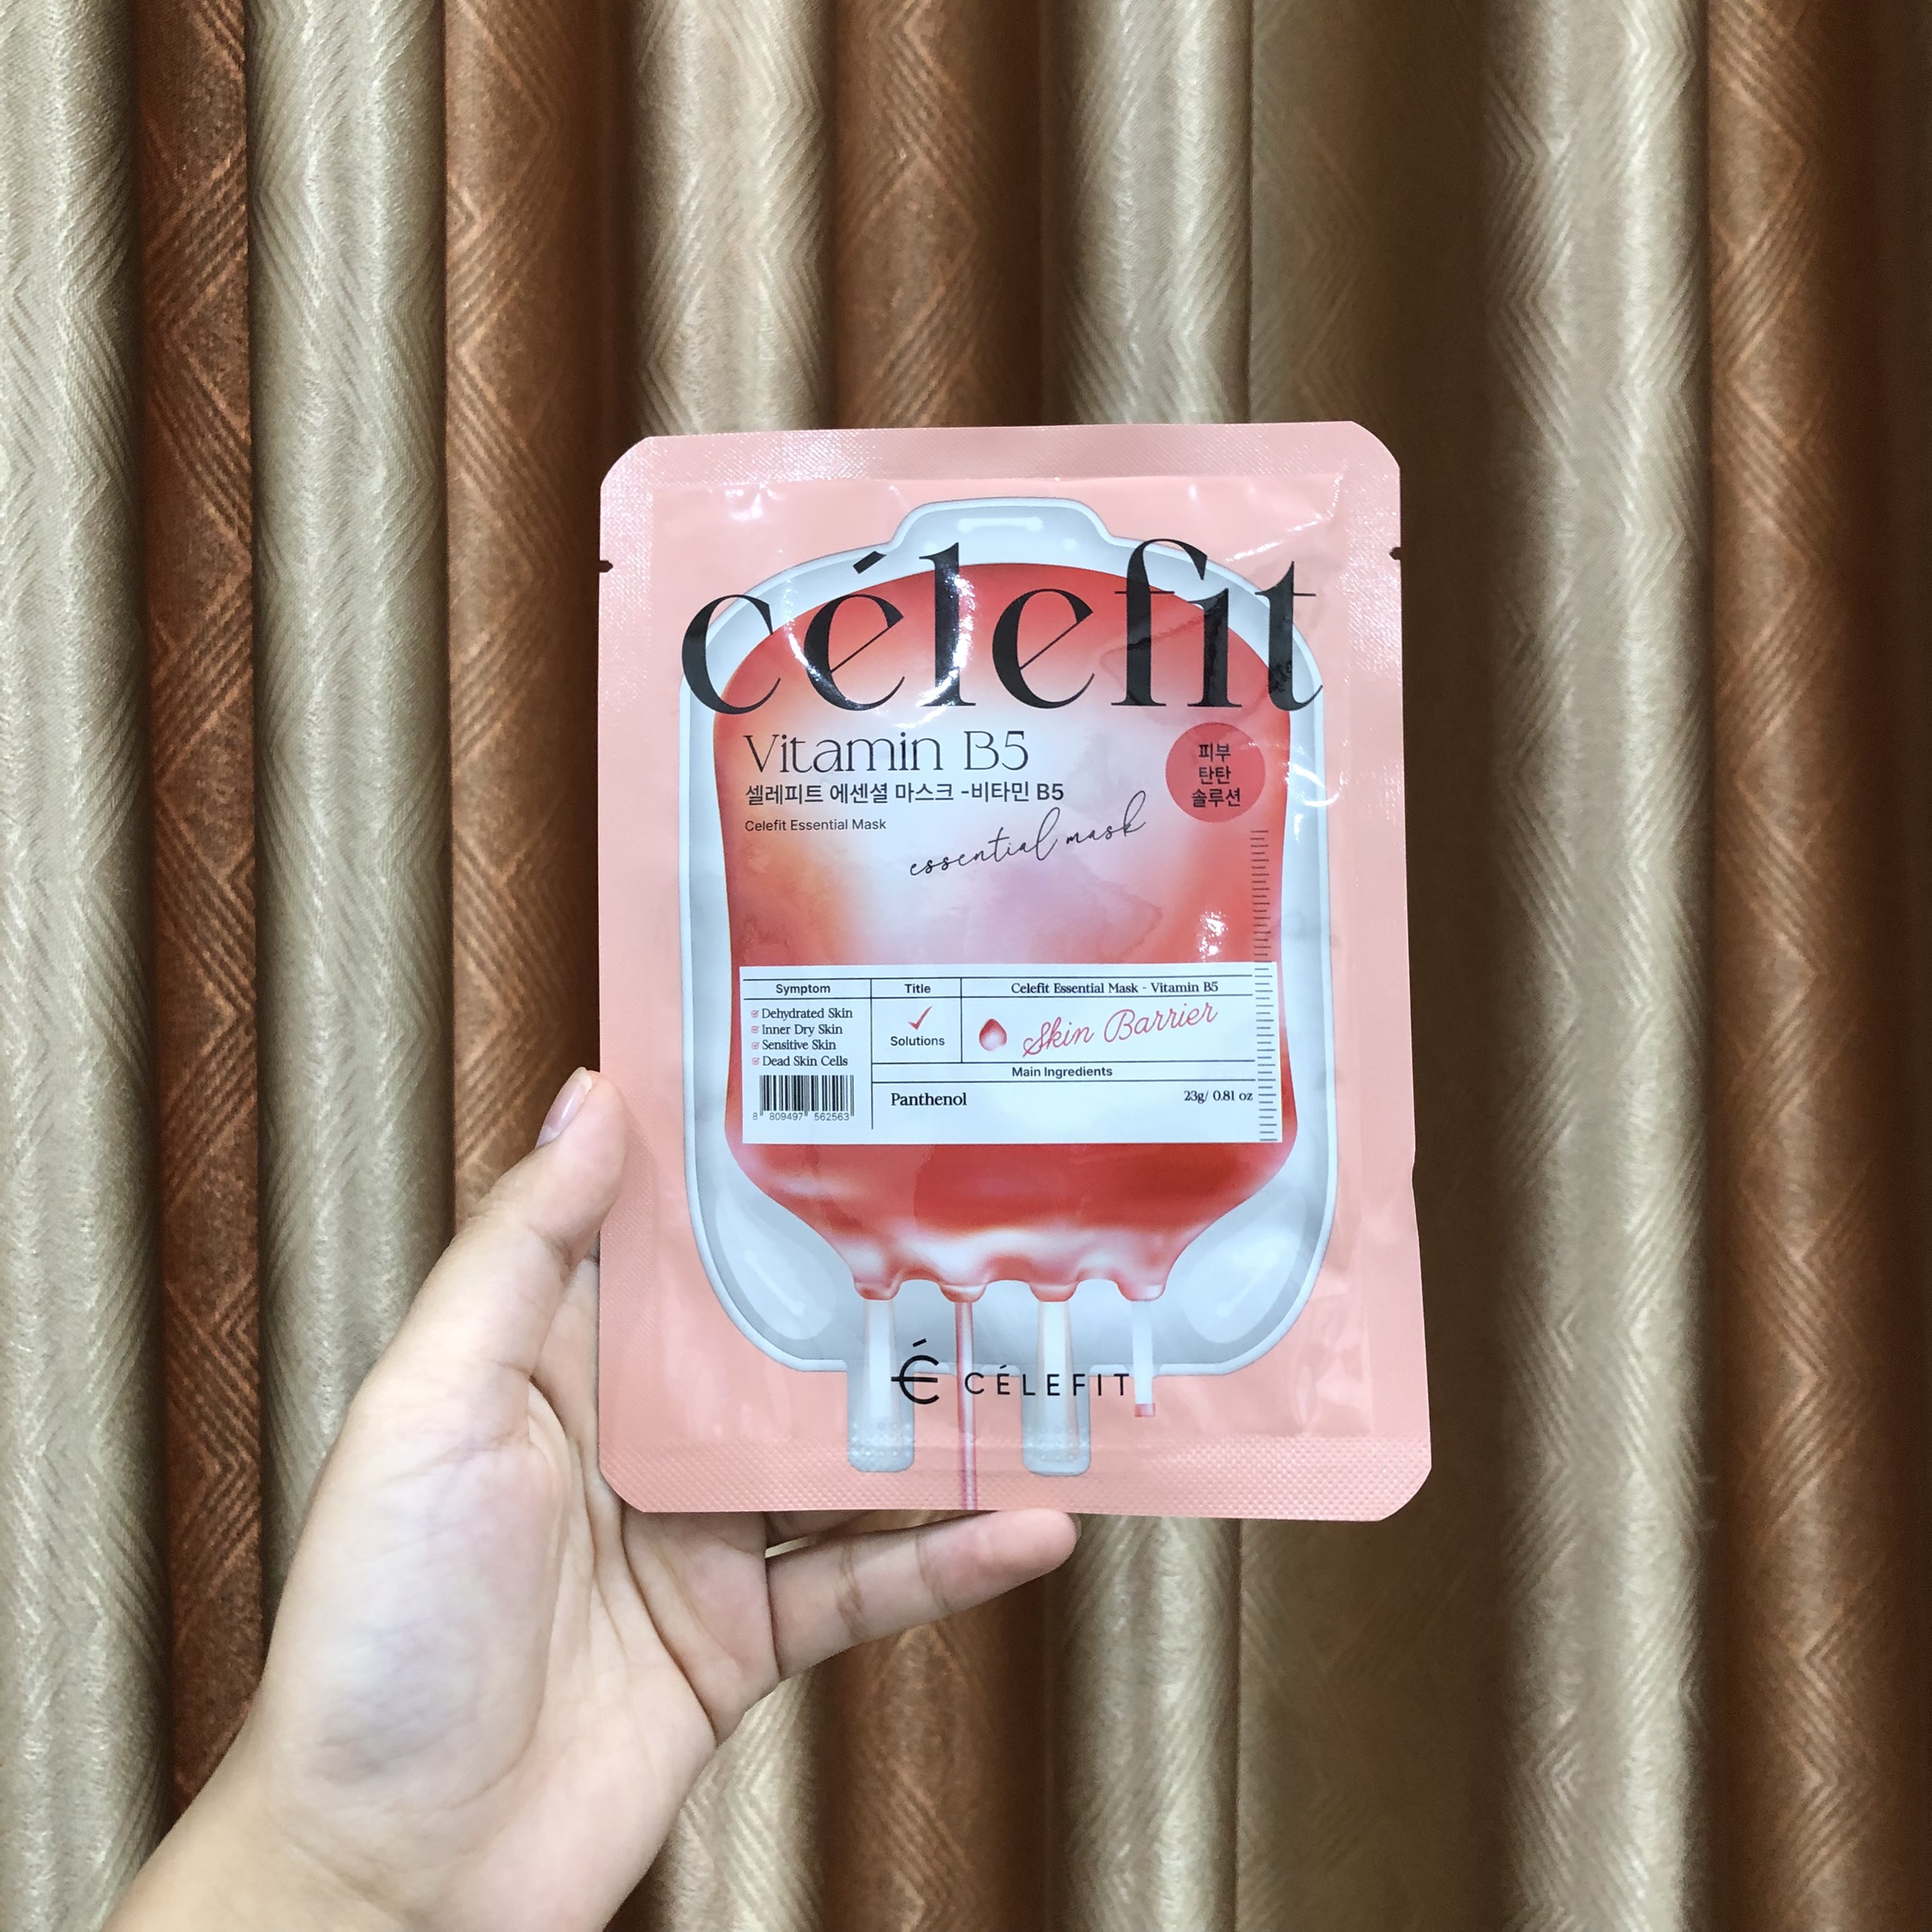 célefit
Vitamin B5
셀레피트 에센셜 마스크 -비타민 B5
Celefit Essential Mask
essential mask
피부
탄탄
솔루션
Symptom
Dehydrated Skin
Inner Dry Skin
Sensitive Skin
Dead Skin Cells
8 809497 562563
Title
Solutions
Celefit Essential Mask - Vitamin B5
Skin Barrier
Main Ingredients
Panthenol
23g/ 0.81 oz
É CÉLEFIT